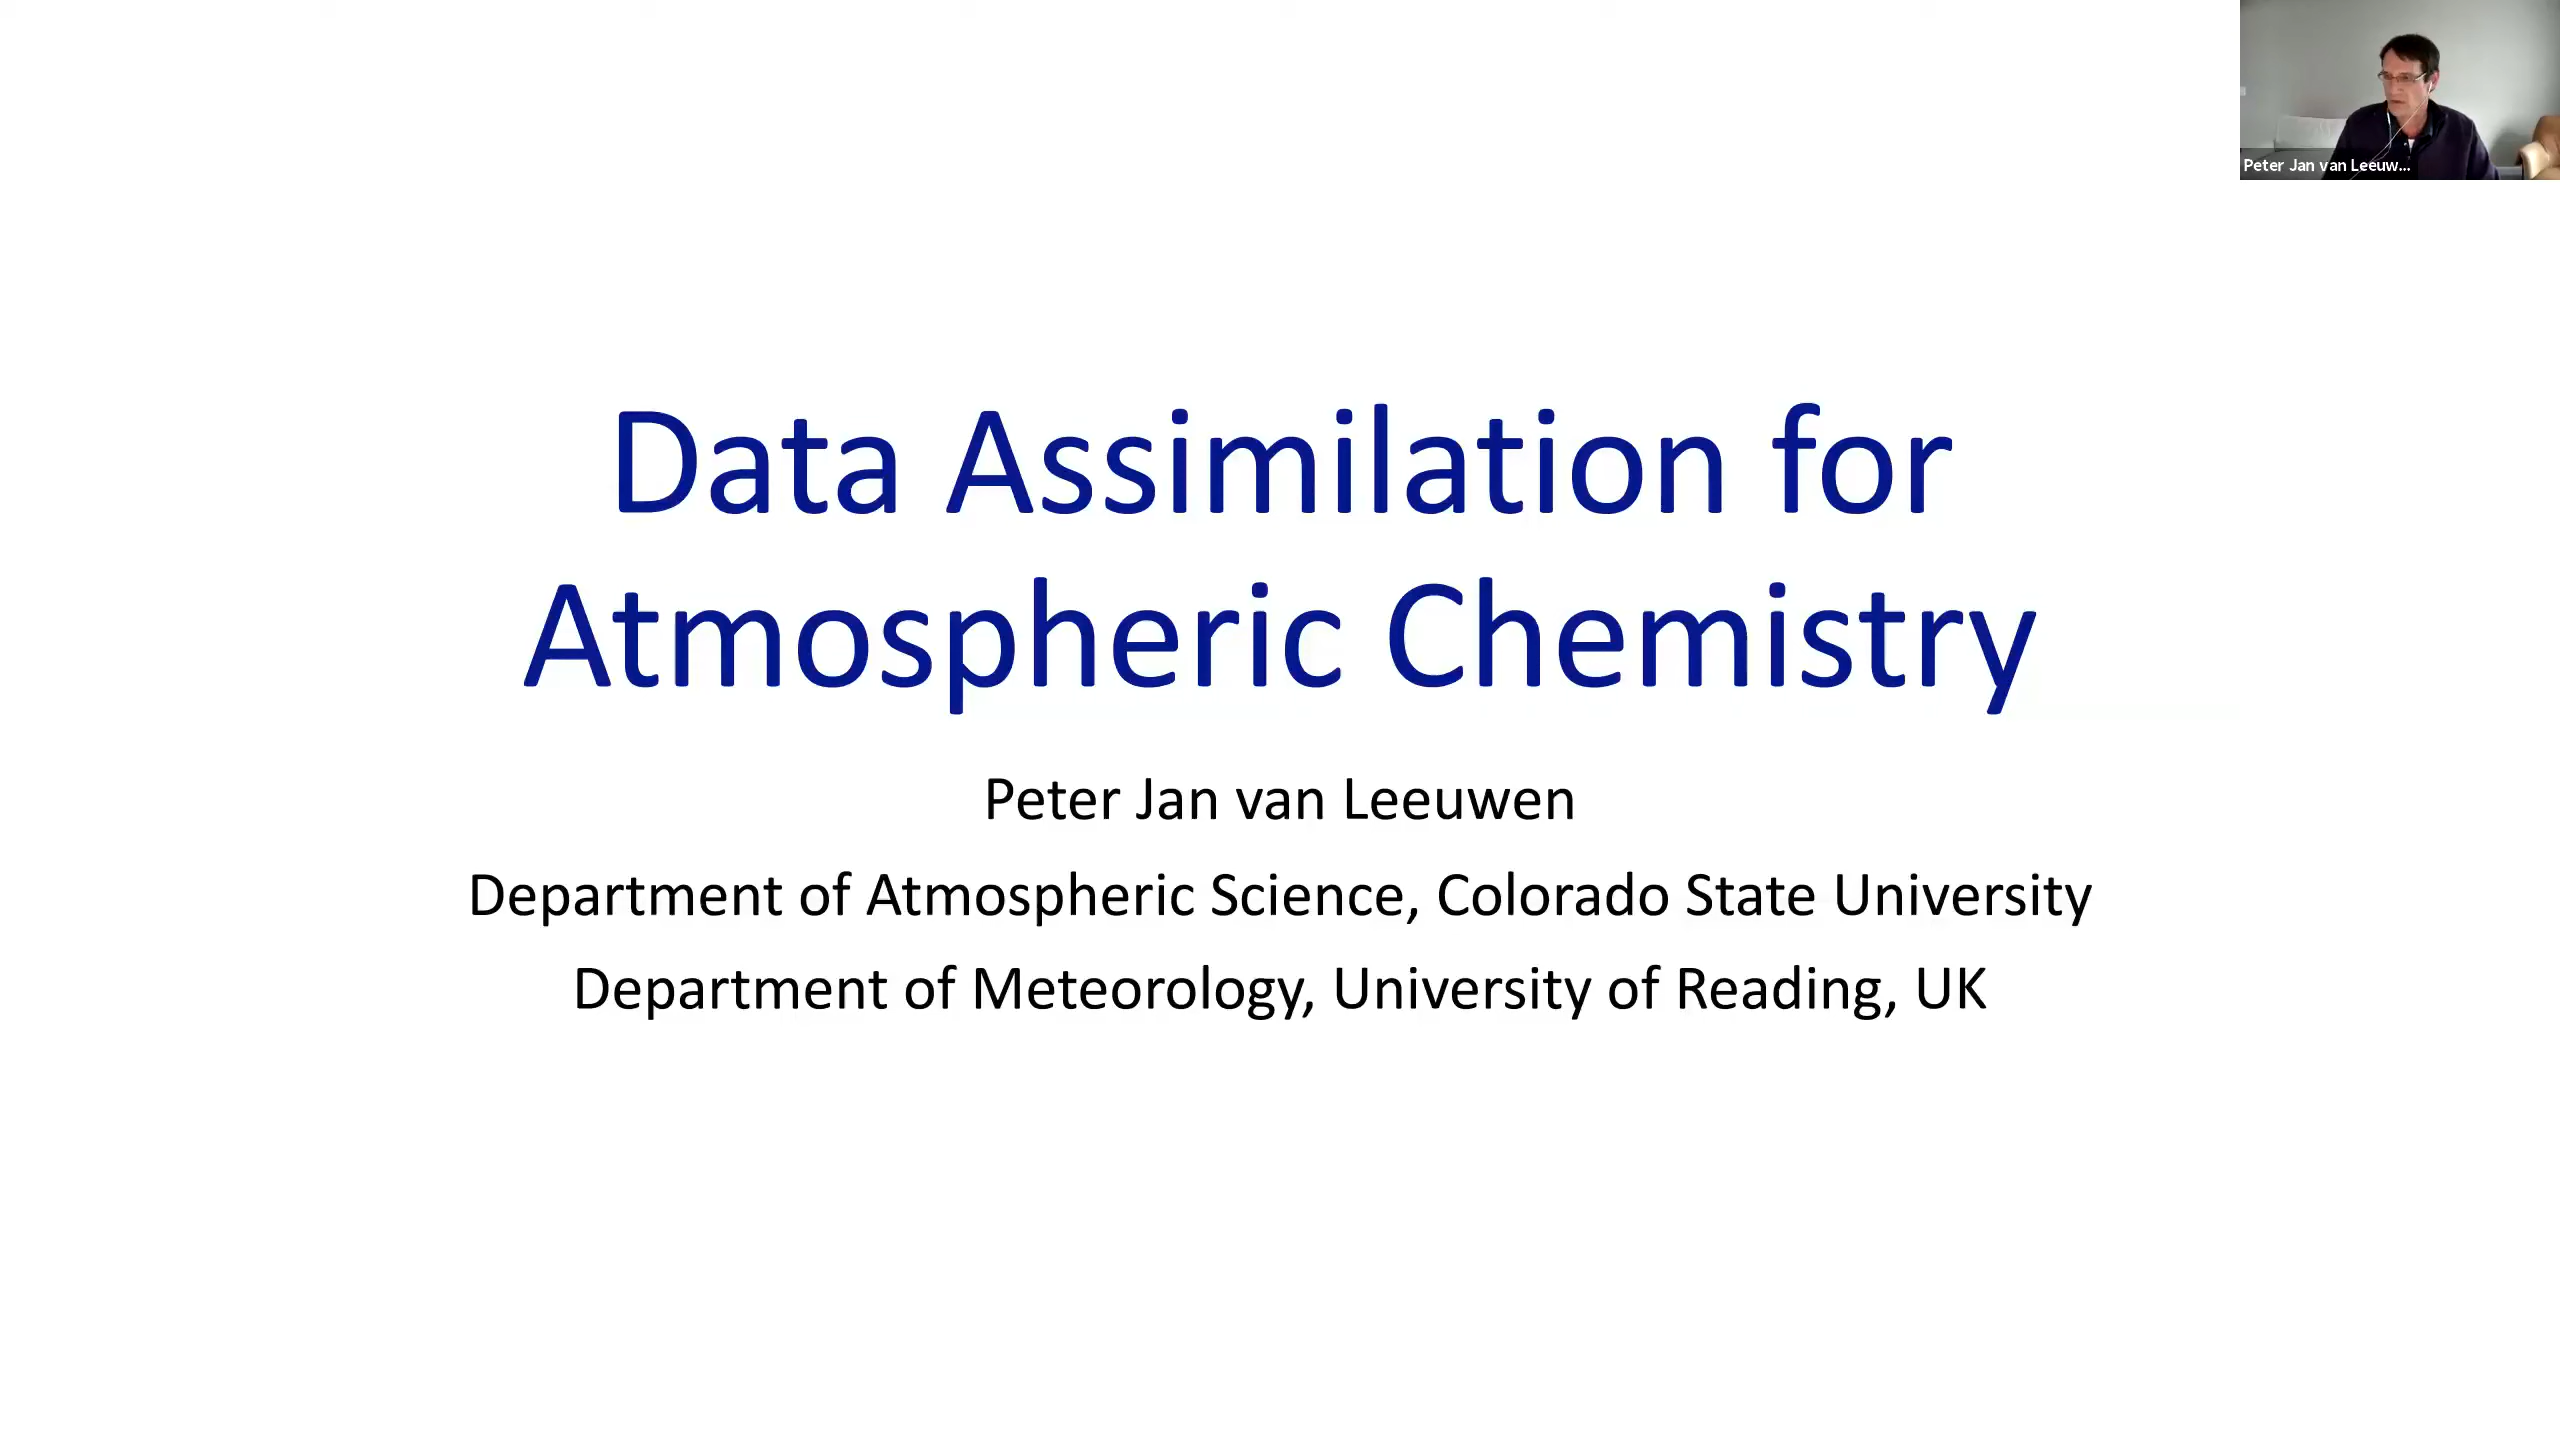 Peter Jan van Leeuw...
Data Assimilation for
Atmospheric Chemistry
Peter Jan van Leeuwen
Department of Atmospheric Science, Colorado State University
Department of Meteorology, University of Reading, UK